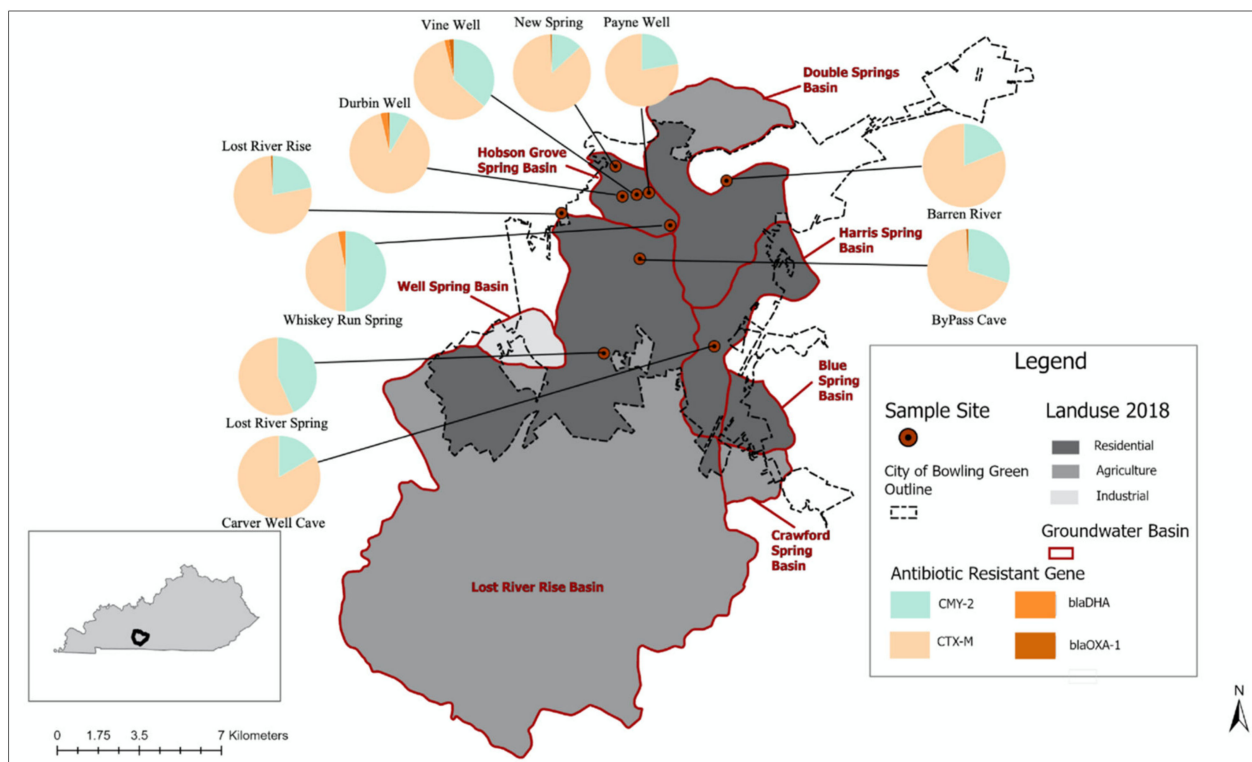 Vine Well
New Spring
Payne Well
Double Springs
Basin
Durbin Well
Lost River Rise
Hobson Grove
Spring Basin
Barren River
Harris Spring
Basin
Well Spring Basin
Whiskey Run Spring
ByPass Cave
Blue
Spring
Basin
Lost River Spring
Carver Well Cave
Crawford
Spring
Basin
Lost River Rise Basin
Legend
Sample Site
City of Bowling Green
Outline
Landuse 2018
Residential
Agriculture
Industrial
Groundwater Basin
Antibiotic Resistant Gene
CMY-2
blaDHA
CTX-M
blaOXA-1
0 1.75 3.5 7 Kilometers
N